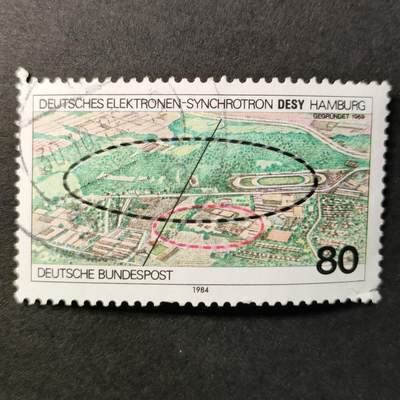 DEUTSCHES ELEKTRONEN-SYNCHROTRON DESY HAMBURG
GEGRÜNDET 1959
DEUTSCHE BUNDESPOST
80
1984